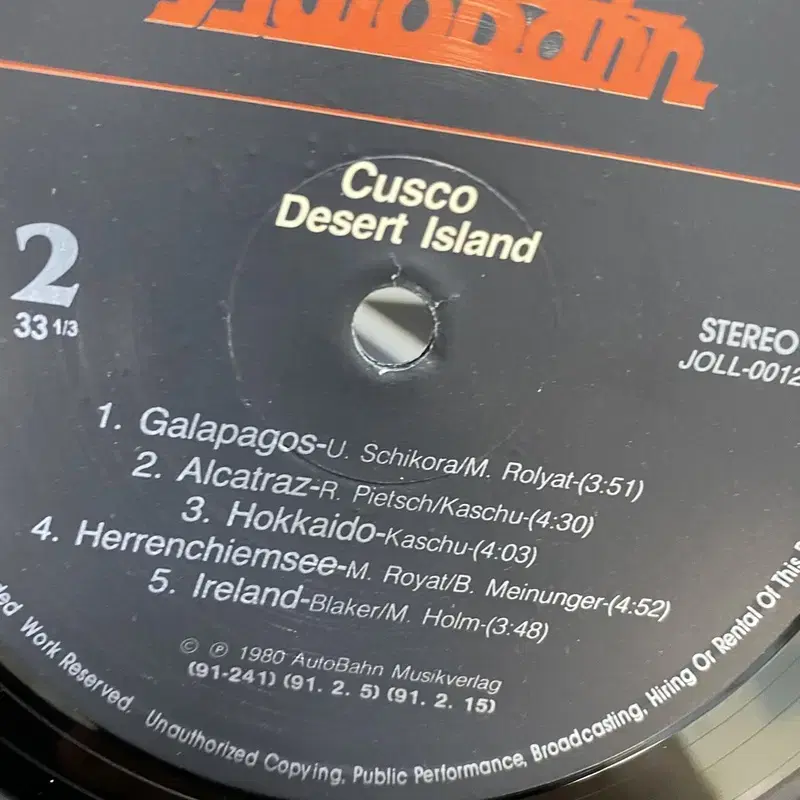 AutoBahn
Cusco
Desert Island
2
33 1/3
STEREO
JOLL-0012
1. Galapagos-U. Schikora/M. Rolyat-(3:51)
2. Alcatraz-R. Pietsch/Kaschu-(4:30)
3. Hokkaido-Kaschu-(4:03)
4. Herrenchiemsee-M. Royat/B. Meinunger-(4:52)
5. Ireland-Blaker/M. Holm-(3:48)
© ℗ 1980 AutoBahn Musikverlag
(91-241) (91. 2. 5) (91. 2. 15)
Work Reserved. Unauthorized Copying, Public Performance, Broadcasting, Hiring Or Rental Of This